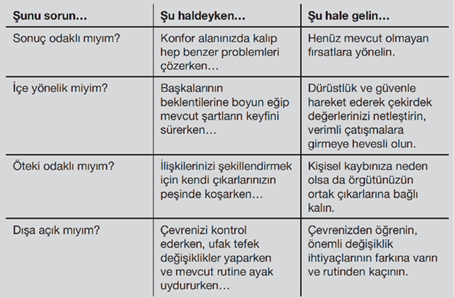 Şunu sorun…
Şu haldeyken…
Şu hale gelin…
Sonuç odaklı mıyım?
Konfor alanınızda kalıp
hep benzer problemleri
çözerken…
Henüz mevcut olmayan
fırsatlara yönelin.
İçe yönelik miyim?
Başkalarının
beklentilerine boyun eğip
mevcut şartların keyfini
sürerken…
Dürüstlük ve güvenle
hareket ederek çekirdek
değerlerinizi netleştirin,
verimli çatışmalara
girmeye hevesli olun.
Öteki odaklı mıyım?
İlişkilerinizi şekillendirmek
için kendi çıkarlarınızın
peşinde koşarken…
Kişisel kaybınıza neden
olsa da örgütünüzün
ortak çıkarlarına bağlı
kalın.
Dışa açık mıyım?
Çevrenizi kontrol
ederken, ufak tefek
değişiklikler yaparken
ve mevcut rutine ayak
uydururken…
Çevrenizden öğrenin,
önemli değişiklik
ihtiyaçlarının farkına varın
ve rutinden kaçının.